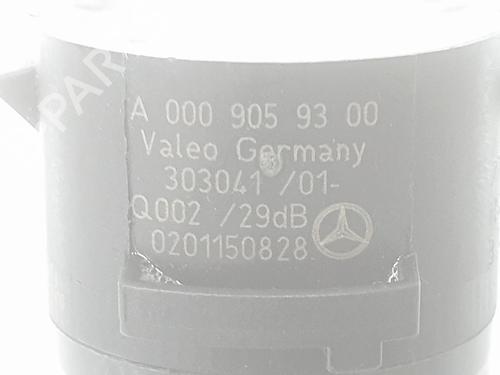 A 000 905 93 00
Valeo Germany
303041 /01-
Q002 /29dB
0201150828